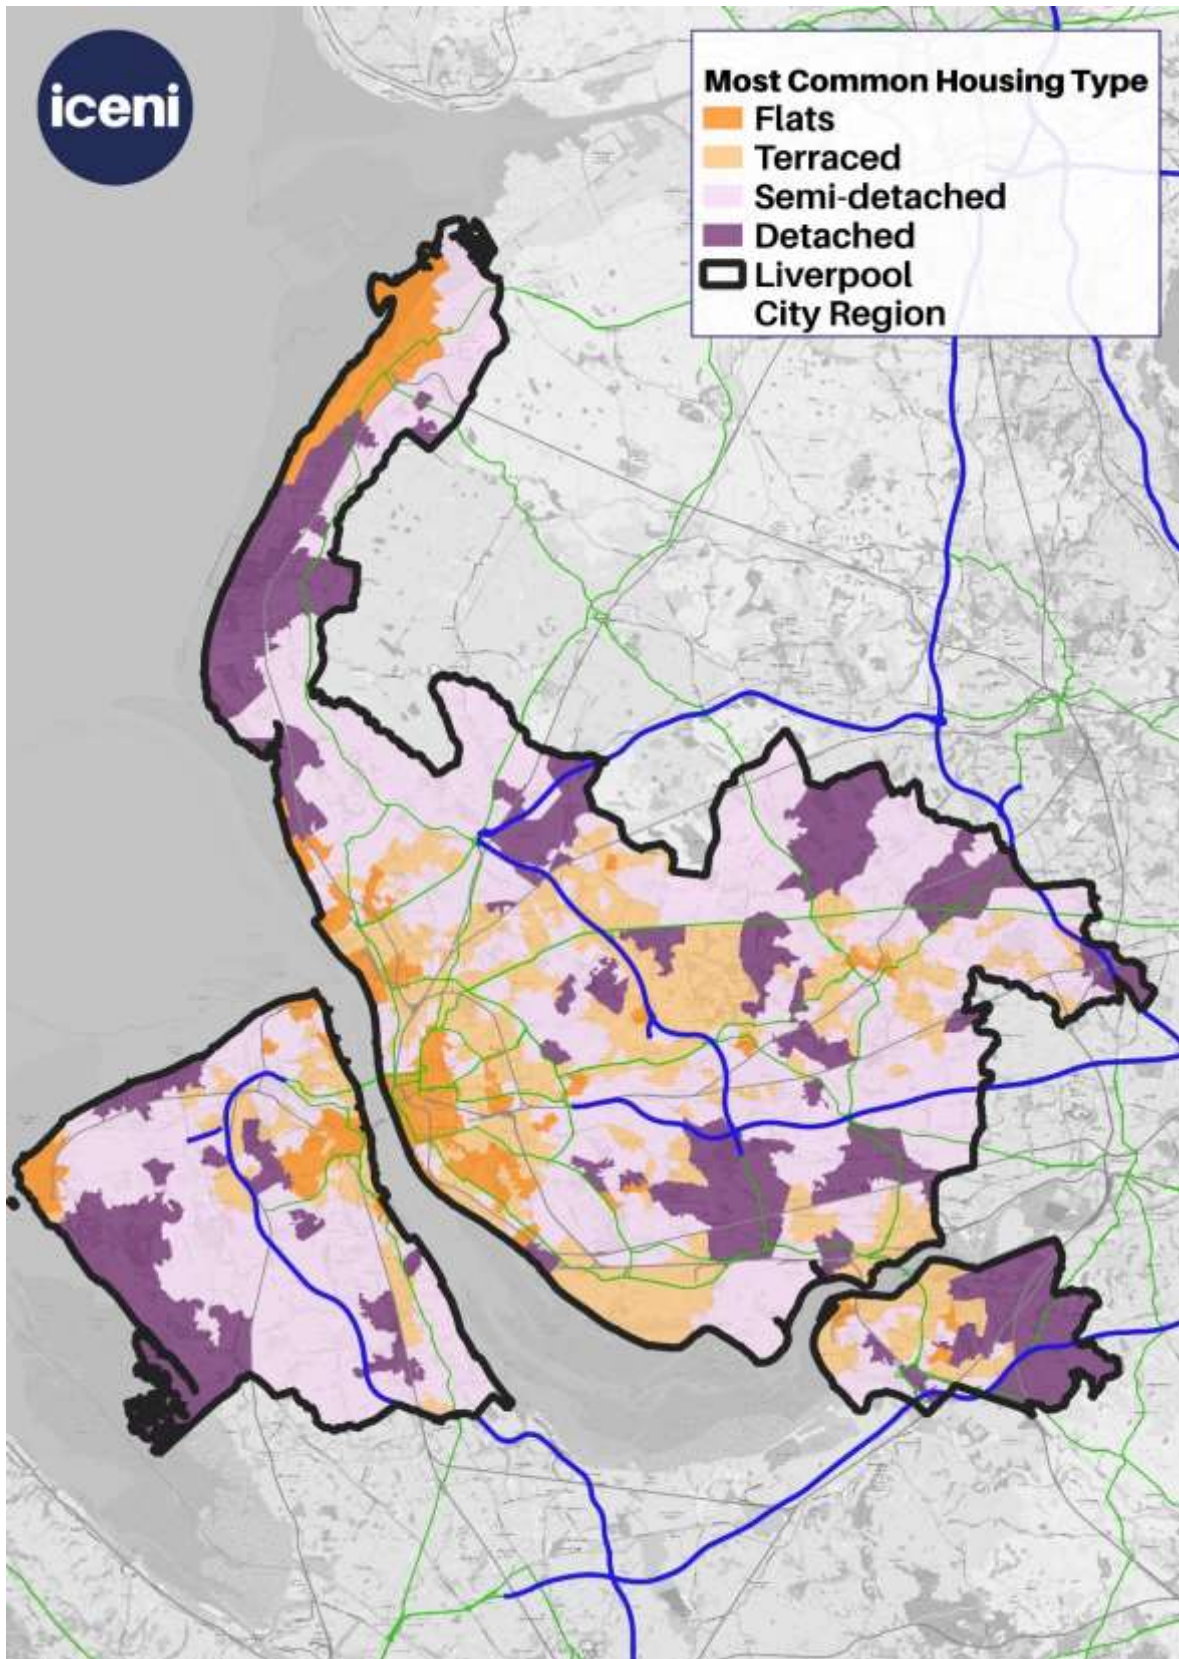 iceni
Most Common Housing Type
Flats
Terraced
Semi-detached
Detached
Liverpool
City Region